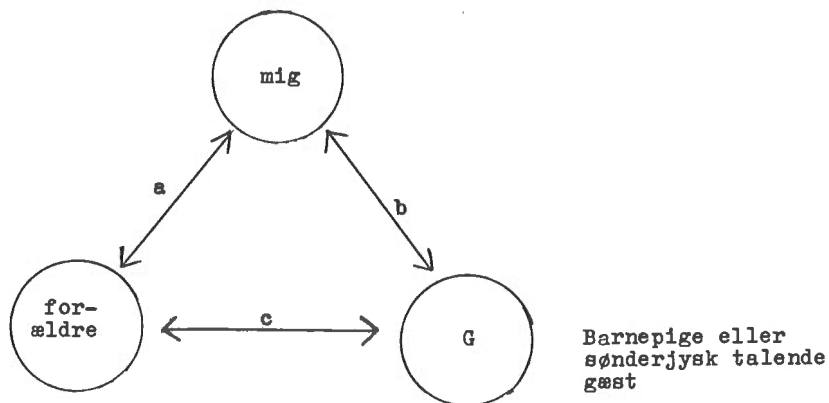 mig
a
b
for-
ældre
c
G
Barnepige eller
sønderjysk talende
gæst